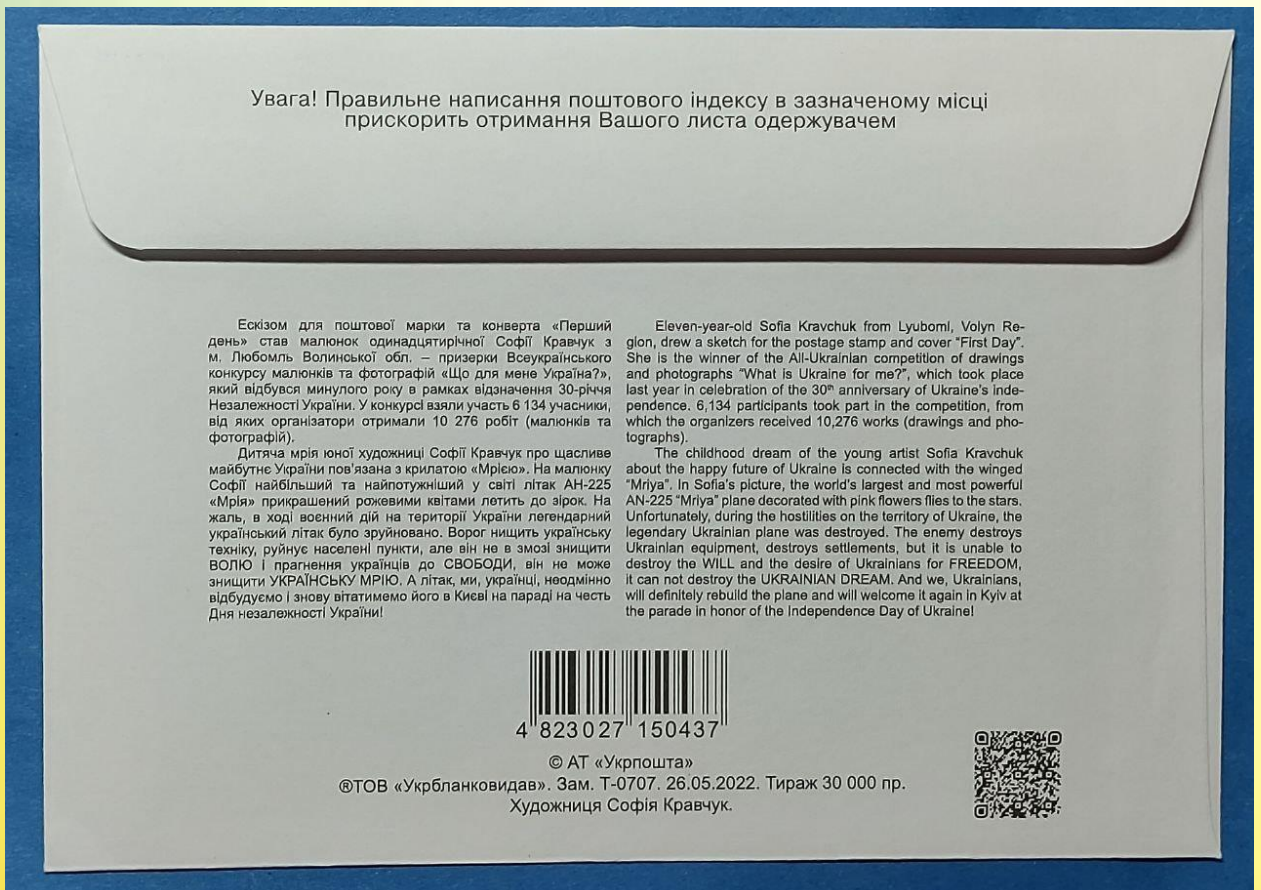 Увага! Правильне написання поштового індексу в зазначеному місці
прискорить отримання Вашого листа одержувачем
Ескізом для поштової марки та конверта «Перший
день» став малюнок одинадцятирічної Софії Кравчук з
м. Любомль Волинської обл. – призерки Всеукраїнського
конкурсу малюнків та фотографій «Що для мене Україна?»,
який відбувся минулого року в рамках відзначення 30-річчя
Незалежності України. У конкурсі взяли участь 6 134 учасники,
від яких організатори отримали 10 276 робіт (малюнків та
фотографій).
Дитяча мрія юної художниці Софії Кравчук про щасливе
майбутнє України пов’язана з крилатою «Мрією». На малюнку
Софії найбільший та найпотужніший у світі літак АН-225
«Мрія» прикрашений рожевими квітами летить до зірок. На
жаль, в ході воєнний дій на території України легендарний
український літак було зруйновано. Ворог нищить українську
техніку, руйнує населені пункти, але він не в змозі знищити
ВОЛЮ і прагнення українців до СВОБОДИ, він не може
знищити УКРАЇНСЬКУ МРІЮ. А літак, ми, українці, неодмінно
відбудуємо і знову вітатимемо його в Києві на параді на честь
Дня незалежності України!
Eleven-year-old Sofia Kravchuk from Lyuboml, Volyn Re-
gion, drew a sketch for the postage stamp and cover “First Day”.
She is the winner of the All-Ukrainian competition of drawings
and photographs “What is Ukraine for me?”, which took place
last year in celebration of the 30th anniversary of Ukraine’s inde-
pendence. 6,134 participants took part in the competition, from
which the organizers received 10,276 works (drawings and pho-
tographs).
The childhood dream of the young artist Sofia Kravchuk
about the happy future of Ukraine is connected with the winged
“Mriya”. In Sofia’s picture, the world’s largest and most powerful
AN-225 “Mriya” plane decorated with pink flowers flies to the stars.
Unfortunately, during the hostilities on the territory of Ukraine, the
legendary Ukrainian plane was destroyed. The enemy destroys
Ukrainian equipment, destroys settlements, but it is unable to
destroy the WILL and the desire of Ukrainians for FREEDOM,
it can not destroy the UKRAINIAN DREAM. And we, Ukrainians,
will definitely rebuild the plane and will welcome it again in Kyiv at
the parade in honor of the Independence Day of Ukraine!
4 823027 150437
© АТ «Укрпошта»
®ТОВ «Укрбланковидав». Зам. Т-0707. 26.05.2022. Тираж 30 000 пр.
Художниця Софія Кравчук.